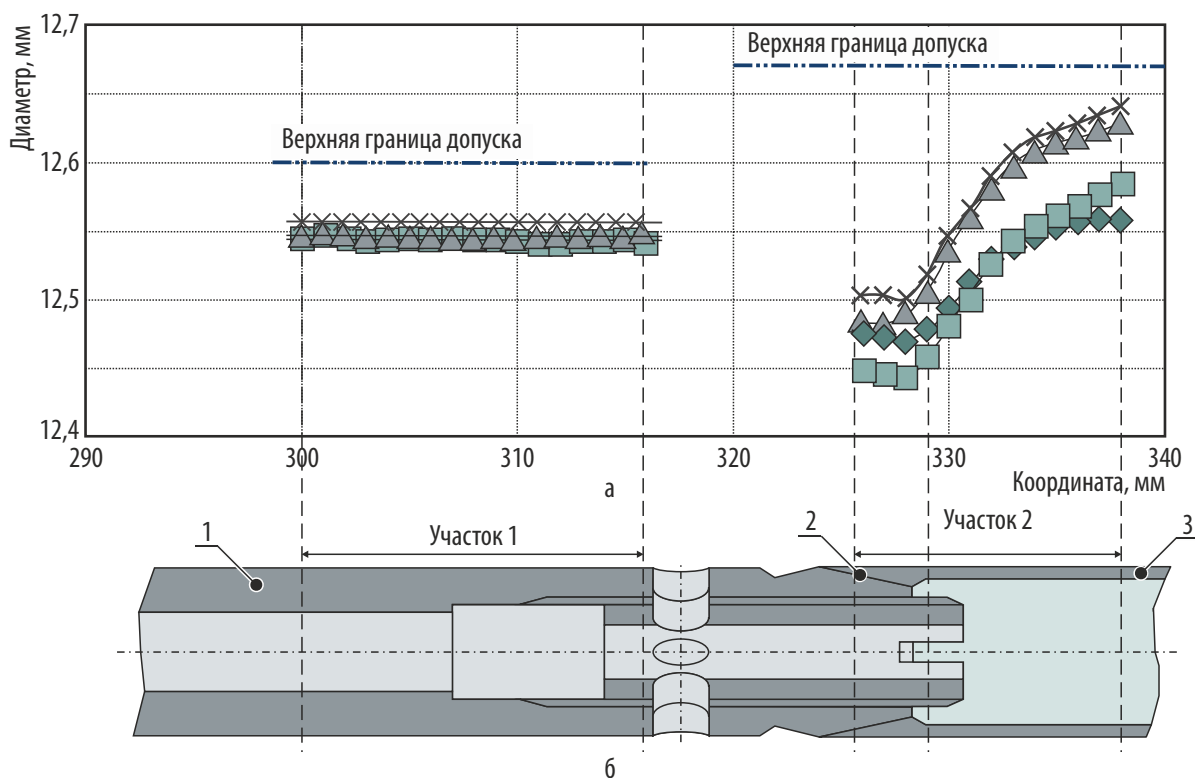 12,7
Диаметр, мм
Верхняя граница допуска
Верхняя граница допуска
12,6
12,5
12,4
290
300
310
320
330
340
а
Координата, мм
1
Участок 1
2
Участок 2
3
б